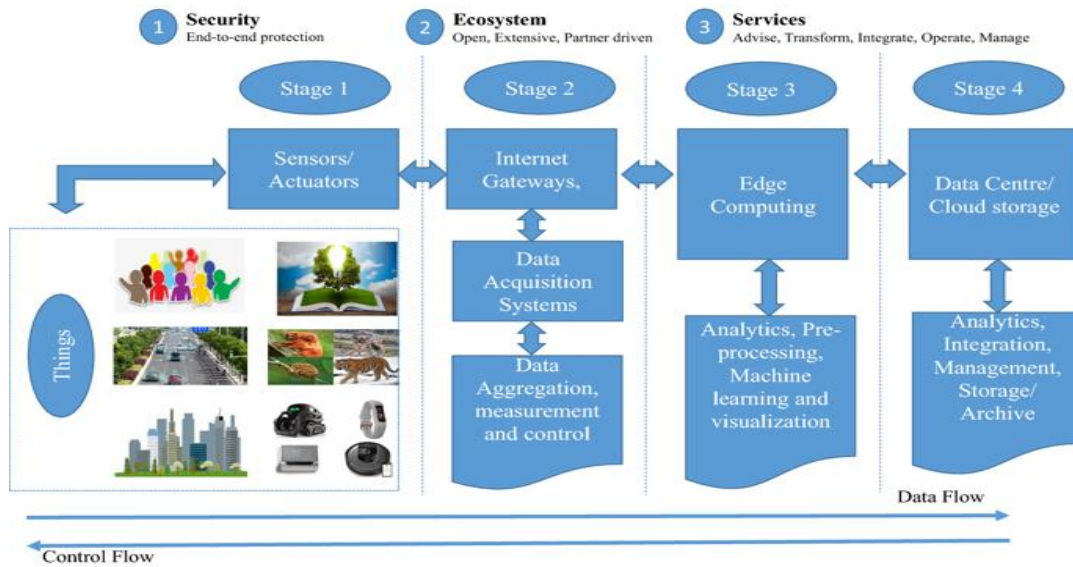 1
Security
End-to-end protection
2
Ecosystem
Open, Extensive, Partner driven
3
Services
Advise, Transform, Integrate, Operate, Manage
Stage 1
Stage 2
Stage 3
Stage 4
Sensors/
Actuators
Internet
Gateways,
Edge
Computing
Data Centre/
Cloud storage
Things
Data
Acquisition
Systems
Data
Aggregation,
measurement
and control
Analytics, Pre-
processing,
Machine
learning and
visualization
Analytics,
Integration,
Management,
Storage/
Archive
Data Flow
Control Flow